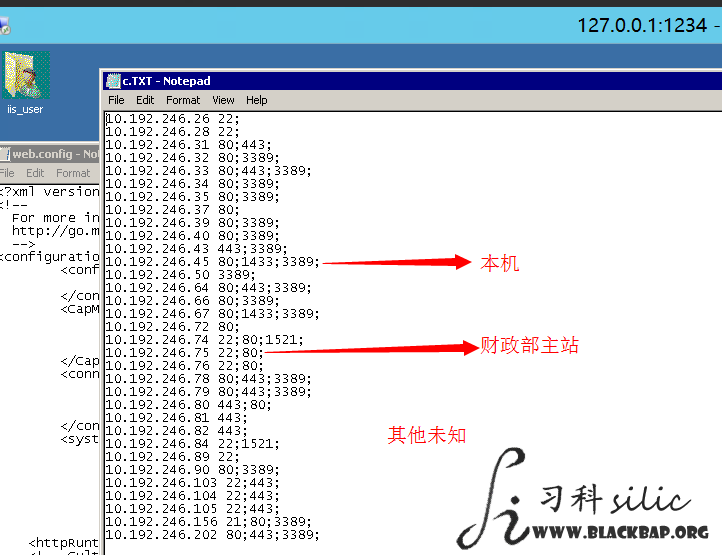 127.0.0.1:1234 -
iis_user
c.TXT - Notepad
File Edit Format View Help
10.192.246.26 22;
10.192.246.28 22;
10.192.246.31 80;443;
10.192.246.32 80;3389;
10.192.246.33 80;443;3389;
10.192.246.34 80;3389;
10.192.246.35 80;3389;
10.192.246.37 80;
10.192.246.39 80;3389;
10.192.246.40 80;3389;
10.192.246.43 443;3389;
10.192.246.45 80;1433;3389;
本机
10.192.246.50 3389;
10.192.246.64 80;443;3389;
10.192.246.66 80;3389;
10.192.246.67 80;1433;3389;
10.192.246.72 80;
10.192.246.74 22;80;1521;
10.192.246.75 22;80;
财政部主站
10.192.246.76 22;80;
10.192.246.78 80;443;3389;
10.192.246.79 80;443;3389;
10.192.246.80 443;80;
10.192.246.81 443;
10.192.246.82 443;
10.192.246.84 22;1521;
10.192.246.89 22;
10.192.246.90 80;3389;
10.192.246.103 22;443;
10.192.246.104 22;443;
10.192.246.105 22;443;
10.192.246.156 21;80;3389;
10.192.246.202 80;443;3389;
其他未知
web.config - No
File Edit Format
<?xml version
<!--
For more in
http://go.m
-->
<configuration
<conf
</con
<CapM
</Cap
<conn
</con
<syst
<httpRunt
习科silic
WWW.BLACKBAP.ORG